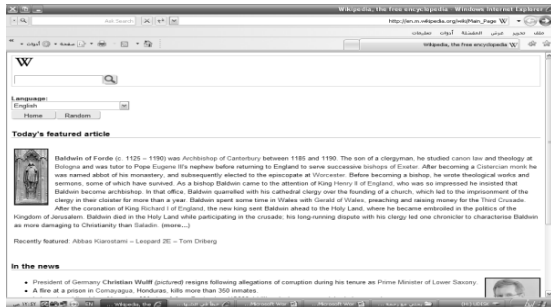 Wikipedia, the free encyclopedia - Windows Internet Explorer
http://en.m.wikipedia.org/wiki/Main_Page
Ask Search
ملف تحرير عرض المفضلة أدوات تعليمات
Wikipedia, the free encyclopedia
W
Language:
English
Home Random
Today's featured article
Baldwin of Forde (c. 1125 – 1190) was Archbishop of Canterbury between 1185 and 1190. The son of a clergyman, he studied canon law and theology at
Bologna and was tutor to Pope Eugene III's nephew before returning to England to serve successive bishops of Exeter. After becoming a Cistercian monk he
was named abbot of his monastery, and subsequently elected to the episcopate at Worcester. Before becoming a bishop, he wrote theological works and
sermons, some of which have survived. As a bishop Baldwin came to the attention of King Henry II of England, who was so impressed he insisted that
Baldwin become archbishop. In that office, Baldwin quarrelled with his cathedral clergy over the founding of a church, which led to the imprisonment of the
clergy in their cloister for more than a year. Baldwin spent some time in Wales with Gerald of Wales, preaching and raising money for the Third Crusade.
After the coronation of King Richard I of England, the new king sent Baldwin ahead to the Holy Land, where he became embroiled in the politics of the
Kingdom of Jerusalem. Baldwin died in the Holy Land while participating in the crusade; his long-running dispute with his clergy led one chronicler to characterise Baldwin
as more damaging to Christianity than Saladin. (more...)
Recently featured: Abbas Kiarostami – Leopard 2E – Tom Driberg
In the news
President of Germany Christian Wulff (pictured) resigns following allegations of corruption during his tenure as Prime Minister of Lower Saxony.
A fire at a prison in Comayagua, Honduras, kills more than 350 inmates.